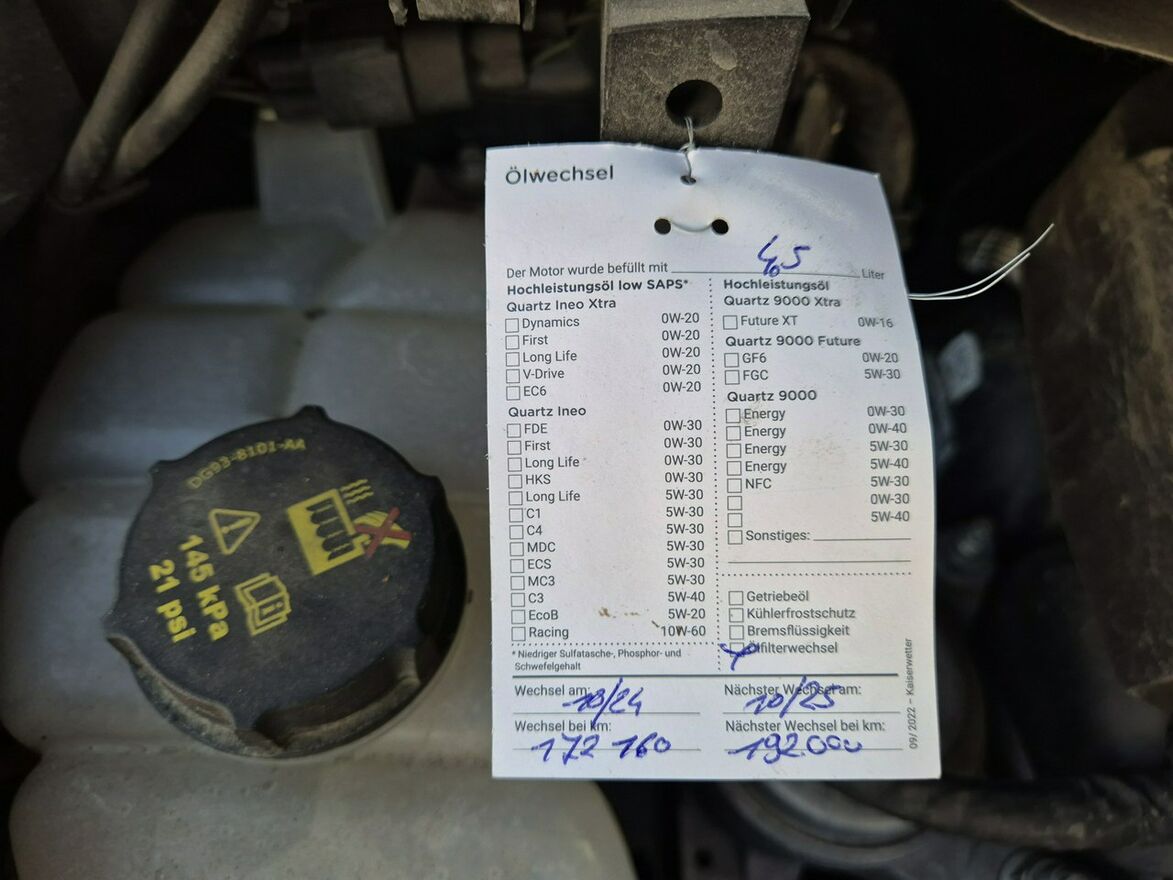 DG93-8101-AA
145 kPa
21 psi
Ölwechsel
Der Motor wurde befüllt mit 4,5 Liter
Hochleistungsöl low SAPS*
Quartz Ineo Xtra
Dynamics 0W-20
First 0W-20
Long Life 0W-20
V-Drive 0W-20
EC6 0W-20
Quartz Ineo
FDE 0W-30
First 0W-30
Long Life 0W-30
HKS 0W-30
Long Life 5W-30
C1 5W-30
C4 5W-30
MDC 5W-30
ECS 5W-30
MC3 5W-30
C3 5W-40
EcoB 5W-20
Racing 10W-60
* Niedriger Sulfatasche-, Phosphor- und
Schwefelgehalt
Hochleistungsöl
Quartz 9000 Xtra
Future XT 0W-16
Quartz 9000 Future
GF6 0W-20
FGC 5W-30
Quartz 9000
Energy 0W-30
Energy 0W-40
Energy 5W-30
Energy 5W-40
NFC 5W-30
0W-30
5W-40
Sonstiges:
Getriebeöl
Kühlerfrostschutz
Bremsflüssigkeit
Ölfilterwechsel
Wechsel am: 10/24
Nächster Wechsel am: 10/25
Wechsel bei km:
172 160
Nächster Wechsel bei km:
192.000
09/2022 – Kaiserwetter